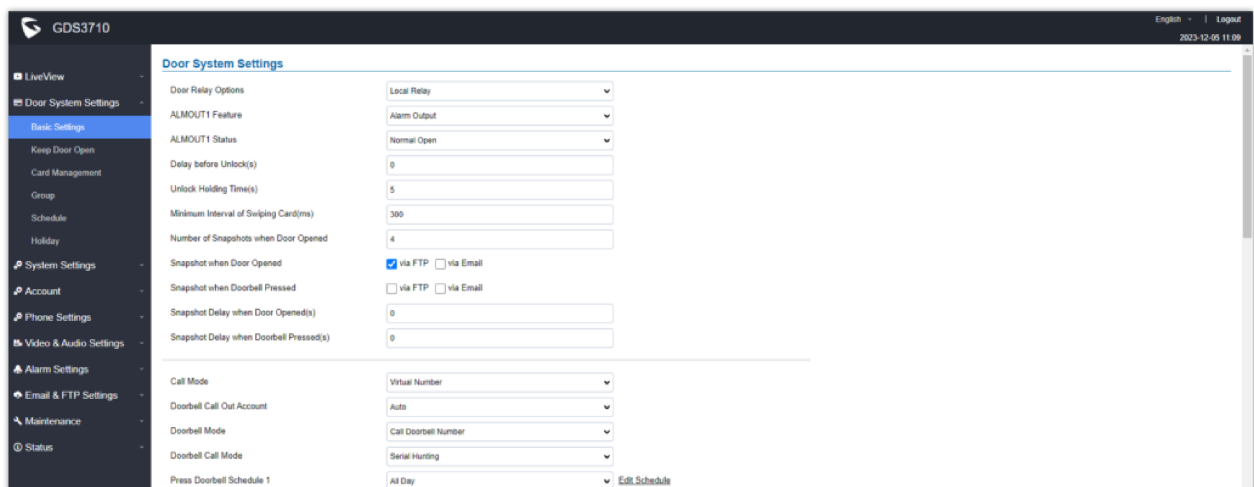 GDS3710
English | Logout
2023-12-05 11:09
LiveView
Door System Settings
Basic Settings
Keep Door Open
Card Management
Group
Schedule
Holiday
System Settings
Account
Phone Settings
Video & Audio Settings
Alarm Settings
Email & FTP Settings
Maintenance
Status
Door System Settings
Door Relay Options Local Relay
ALMOUT1 Feature Alarm Output
ALMOUT1 Status Normal Open
Delay before Unlock(s) 0
Unlock Holding Time(s) 5
Minimum Interval of Swiping Card(ms) 300
Number of Snapshots when Door Opened 4
Snapshot when Door Opened via FTP via Email
Snapshot when Doorbell Pressed via FTP via Email
Snapshot Delay when Door Opened(s) 0
Snapshot Delay when Doorbell Pressed(s) 0
Call Mode Virtual Number
Doorbell Call Out Account Auto
Doorbell Mode Call Doorbell Number
Doorbell Call Mode Serial Hunting
Press Doorbell Schedule 1 All Day Edit Schedule